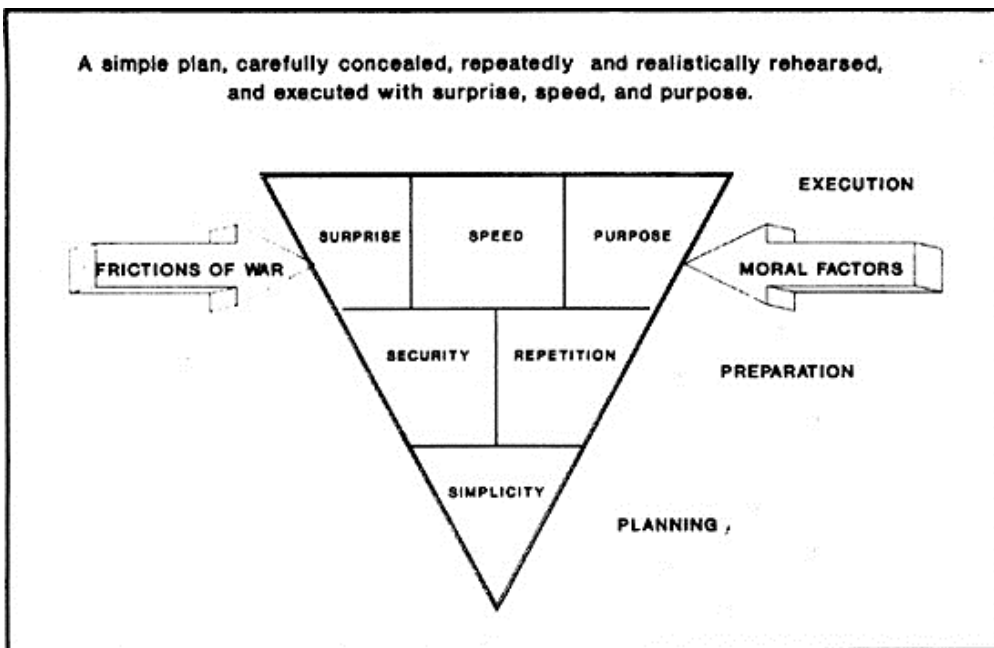 A simple plan, carefully concealed, repeatedly and realistically rehearsed,
and executed with surprise, speed, and purpose.
EXECUTION
SURPRISE
SPEED
PURPOSE
FRICTIONS OF WAR
MORAL FACTORS
SECURITY
REPETITION
PREPARATION
SIMPLICITY
PLANNING